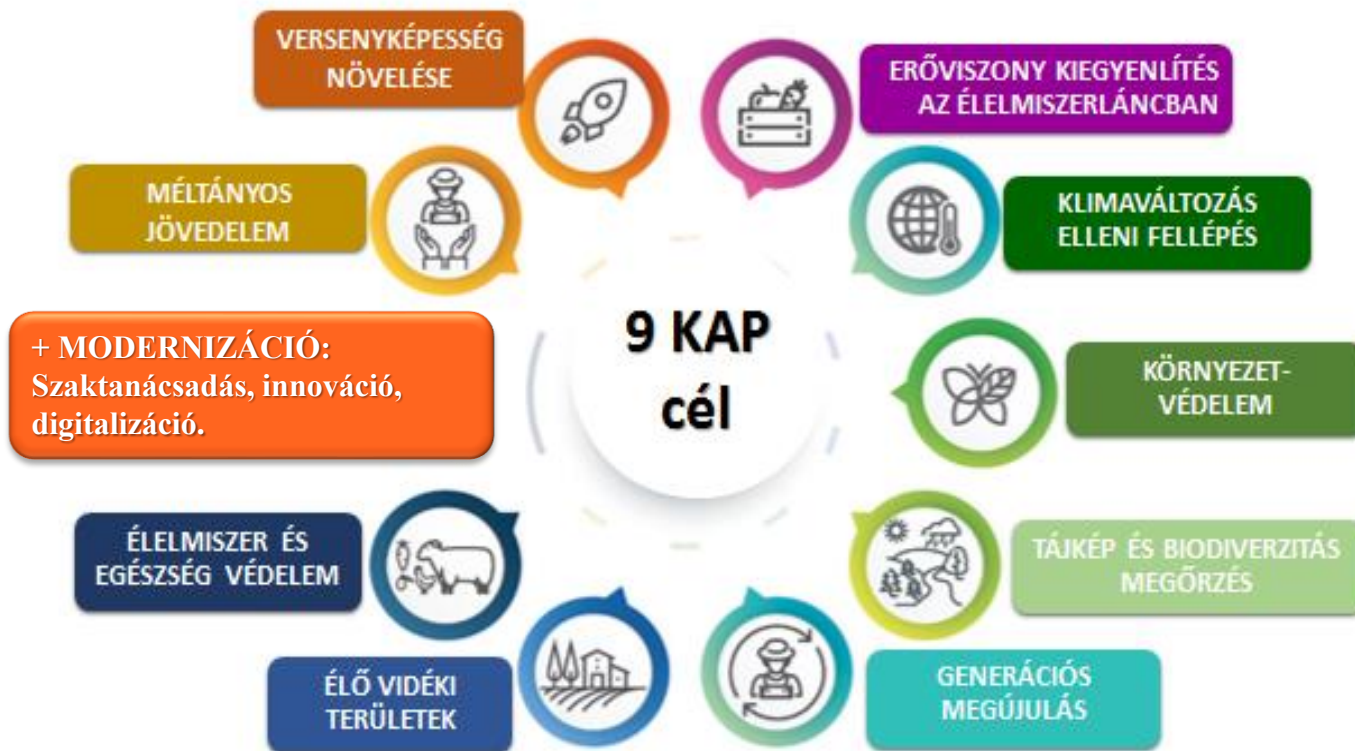 VERSENYKÉPESSÉG
NÖVELÉSE
ERŐVISZONY KIEGYENLÍTÉS
AZ ÉLELMISZERLÁNCBAN
MÉLTÁNYOS
JÖVEDELEM
KLIMAVÁLTOZÁS
ELLENI FELLÉPÉS
+ MODERNIZÁCIÓ:
Szaktanácsadás, innováció,
digitalizáció.
9 KAP
cél
KÖRNYEZET-
VÉDELEM
ÉLELMISZER ÉS
EGÉSZSÉG VÉDELEM
TÁJKÉP ÉS BIODIVERZITÁS
MEGŐRZÉS
ÉLŐ VIDÉKI
TERÜLETEK
GENERÁCIÓS
MEGÚJULÁS